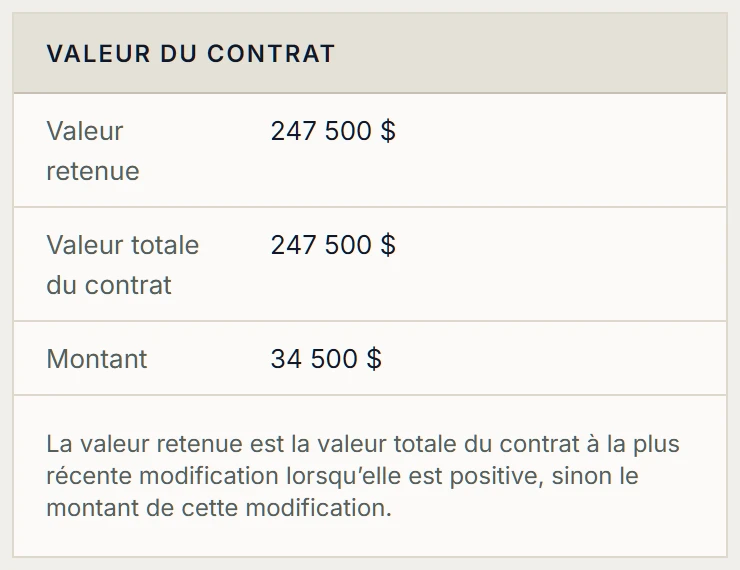 VALEUR DU CONTRAT
Valeur
retenue
247 500 $
Valeur totale
du contrat
247 500 $
Montant
34 500 $
La valeur retenue est la valeur totale du contrat à la plus
récente modification lorsqu’elle est positive, sinon le
montant de cette modification.